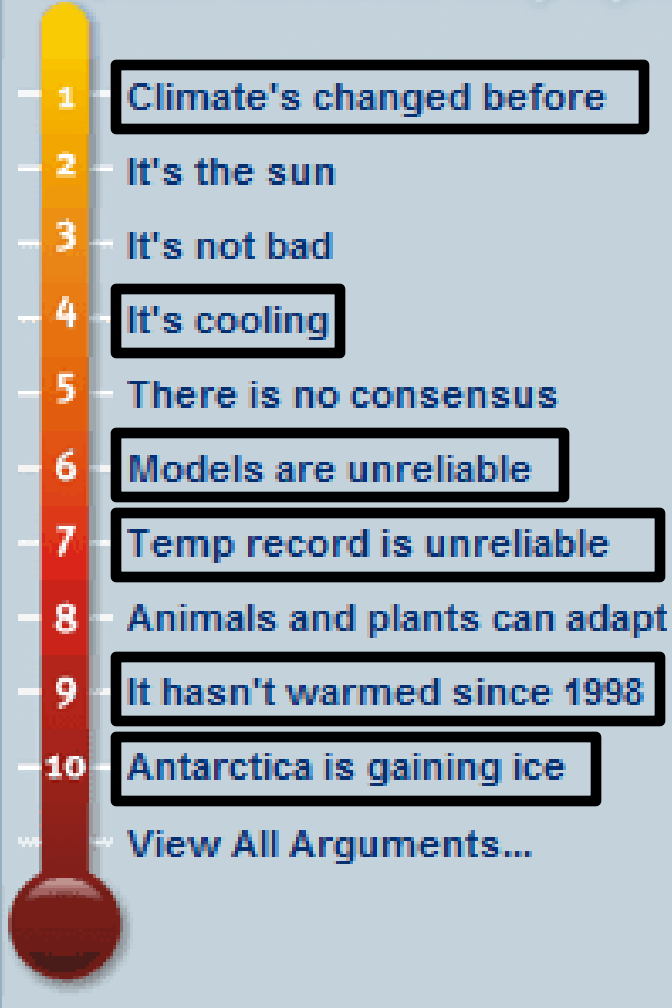 1 Climate's changed before
2 It's the sun
3 It's not bad
4 It's cooling
5 There is no consensus
6 Models are unreliable
7 Temp record is unreliable
8 Animals and plants can adapt
9 It hasn't warmed since 1998
10 Antarctica is gaining ice
View All Arguments...